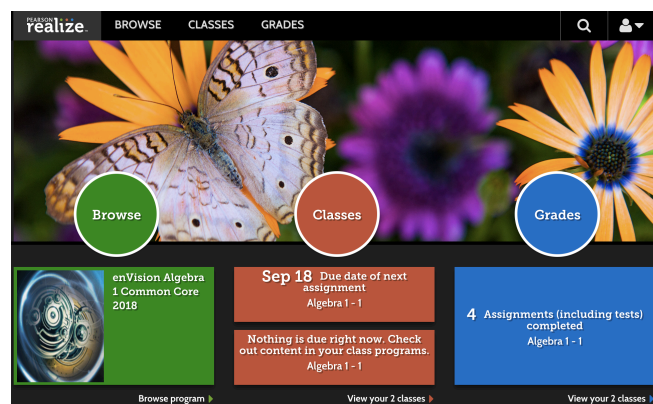 PEARSON
realize™
BROWSE CLASSES GRADES
Browse
Classes
Grades
enVision Algebra
1 Common Core
2018
Browse program
Sep 18 Due date of next
assignment
Algebra 1 - 1
Nothing is due right now. Check
out content in your class programs.
Algebra 1 - 1
View your 2 classes
4 Assignments (including tests)
completed
Algebra 1 - 1
View your 2 classes